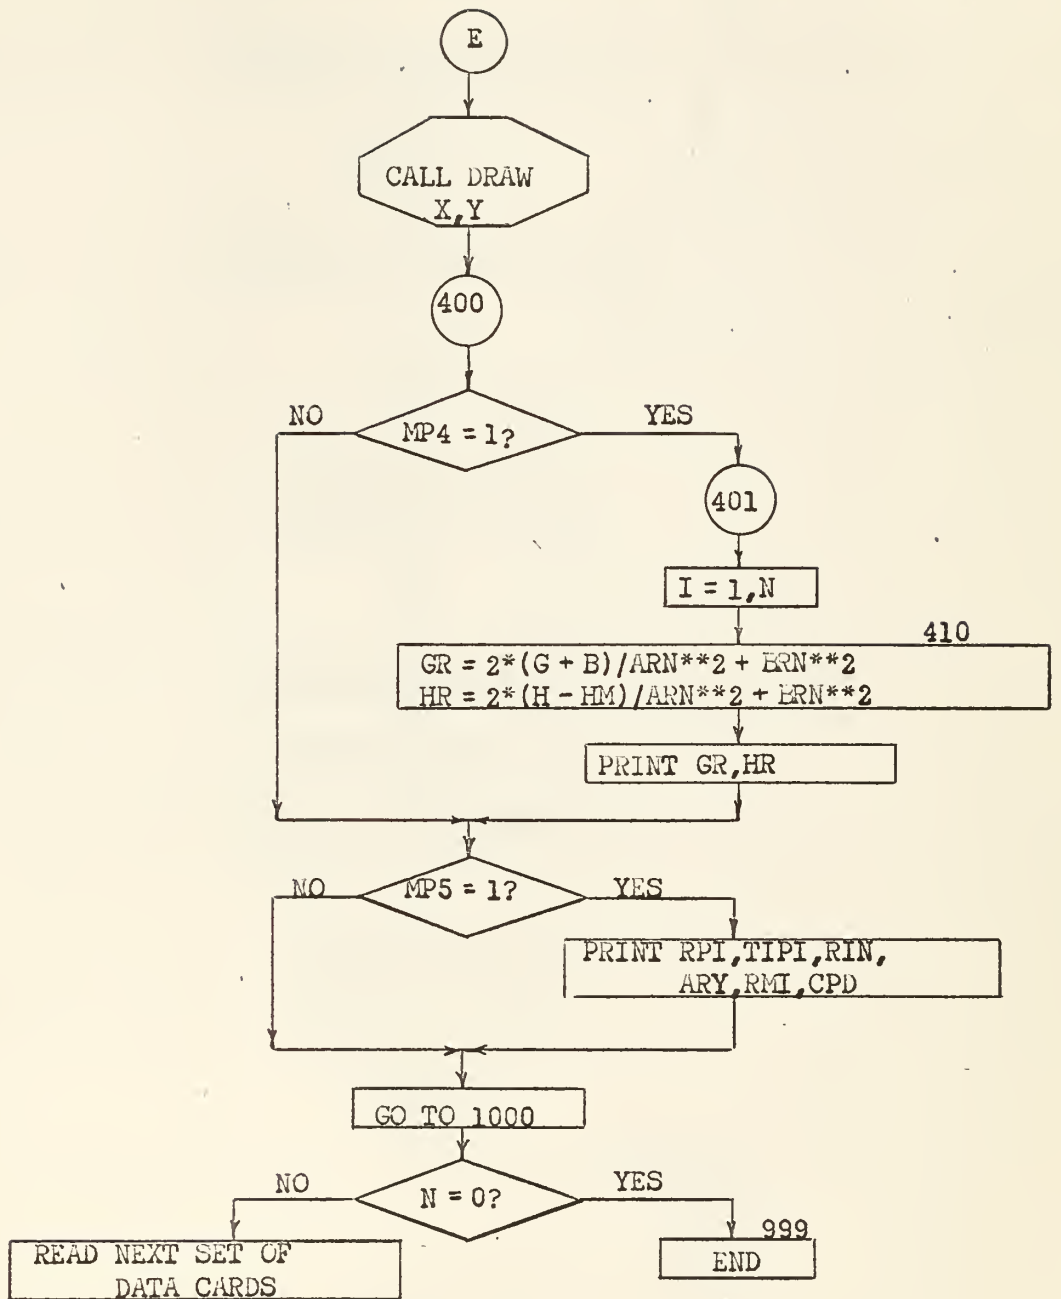 E
CALL DRAW
X,Y
400
NO
MP4 = 1?
YES
401
I = 1,N
410
GR = 2*(G + B)/ARN**2 + BRN**2
HR = 2*(H - HM)/ARN**2 + BRN**2
PRINT GR,HR
NO
MP5 = 1?
YES
PRINT RPI,TIPI,RIN,
ARY,RMI,CPD
GO TO 1000
NO
N = 0?
YES
READ NEXT SET OF
DATA CARDS
999
END